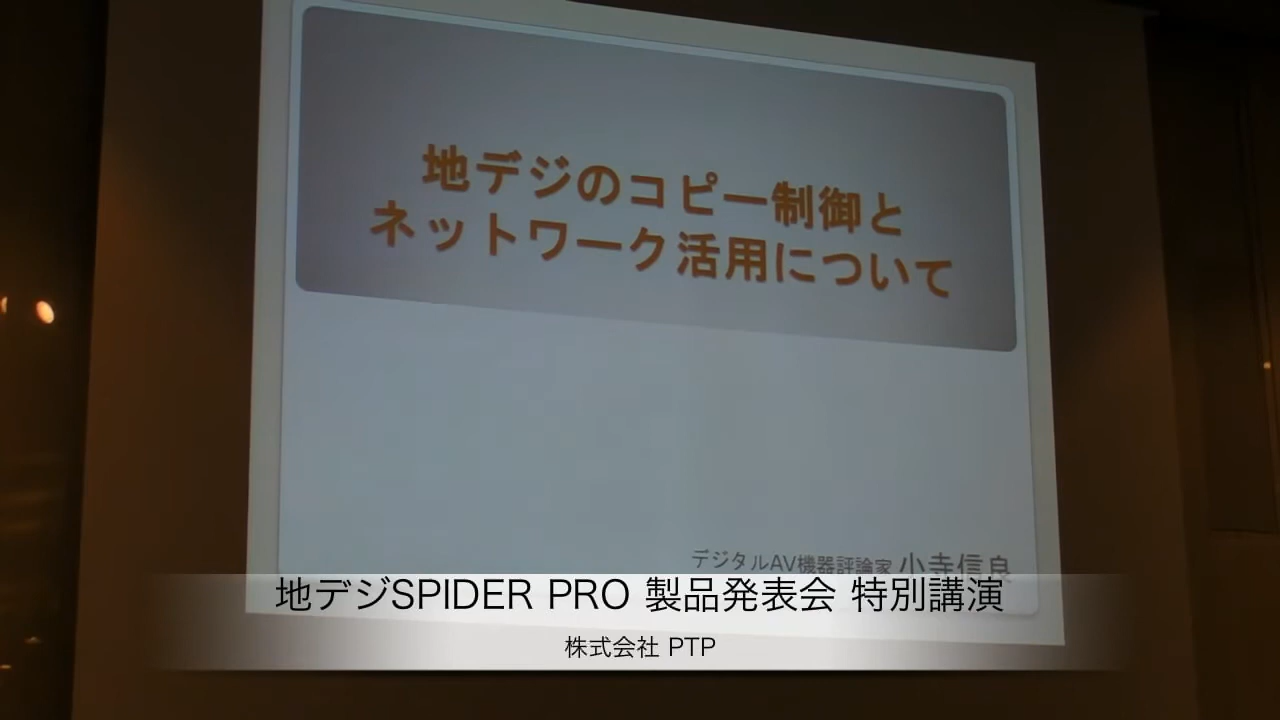 地デジのコピー制御と
ネットワーク活用について
デジタルAV機器評論家 小寺信良
地デジSPIDER PRO 製品発表会 特別講演
株式会社 PTP